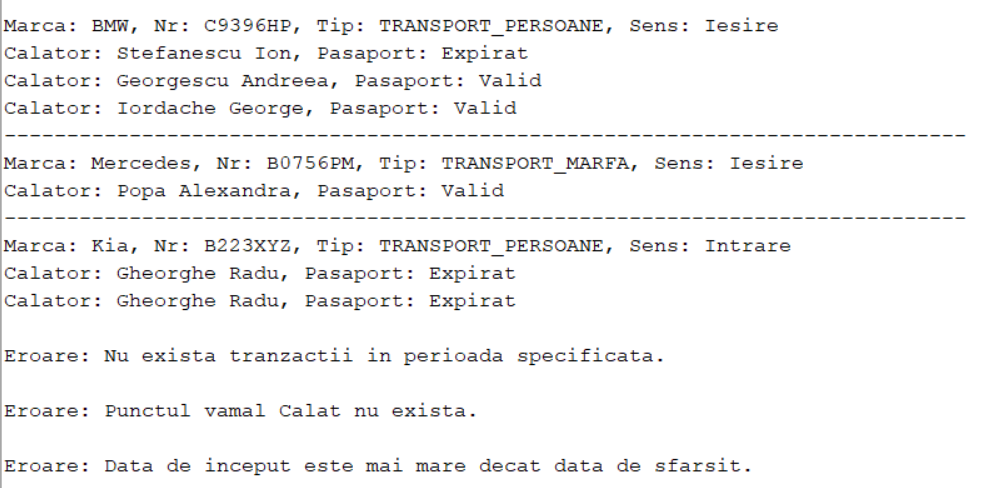 Marca: BMW, Nr: C9396HP, Tip: TRANSPORT_PERSOANE, Sens: Iesire
Calator: Stefanescu Ion, Pasaport: Expirat
Calator: Georgescu Andreea, Pasaport: Valid
Calator: Iordache George, Pasaport: Valid
-----------------------------------------------------------------------------
Marca: Mercedes, Nr: B0756PM, Tip: TRANSPORT_MARFA, Sens: Iesire
Calator: Popa Alexandra, Pasaport: Valid
-----------------------------------------------------------------------------
Marca: Kia, Nr: B223XYZ, Tip: TRANSPORT_PERSOANE, Sens: Intrare
Calator: Gheorghe Radu, Pasaport: Expirat
Calator: Gheorghe Radu, Pasaport: Expirat
Eroare: Nu exista tranzactii in perioada specificata.
Eroare: Punctul vamal Calat nu exista.
Eroare: Data de inceput este mai mare decat data de sfarsit.